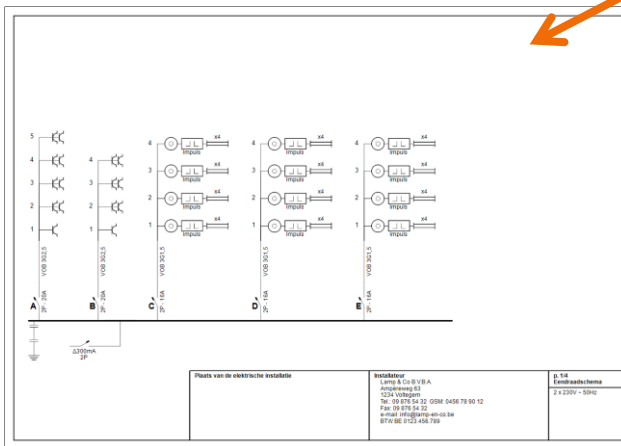 5
4
3
2
1
4
3
2
1
4
3
2
1
x4
Impuls
x4
Impuls
x4
Impuls
x4
Impuls
4
3
2
1
x4
Impuls
x4
Impuls
x4
Impuls
x4
Impuls
4
3
2
1
x4
Impuls
x4
Impuls
x4
Impuls
x4
Impuls
VOB 3G2,5
VOB 3G2,5
VOB 3G1,5
VOB 3G1,5
VOB 3G1,5
A
2P - 20A
B
2P - 20A
C
2P - 16A
D
2P - 16A
E
2P - 16A
Δ300mA
2P
Plaats van de elektrische installatie
Installateur
Lamp & Co B.V.B.A.
Ampèreweg 63
1234 Voltegem
Tel.: 09 876 54 32 GSM: 0456 78 90 12
Fax: 09 876 54 32
e-mail: info@lamp-en-co.be
BTW BE 0123.456.789
p. 1/4
Eendraadschema
2 x 230V ~ 50Hz